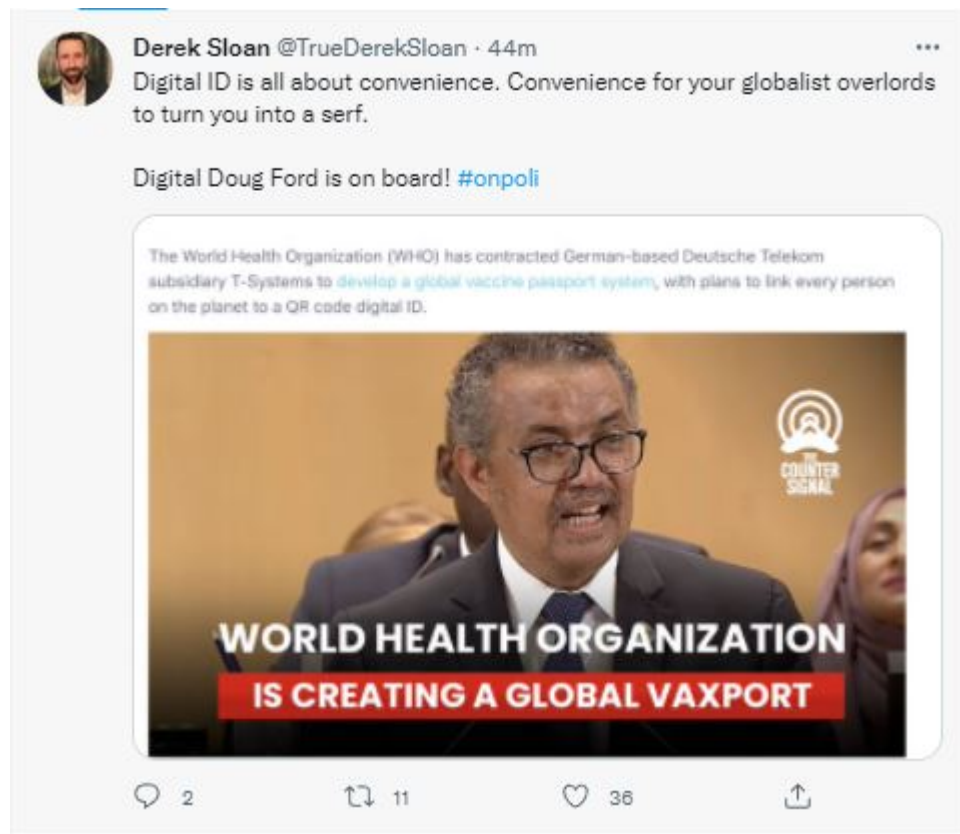 Derek Sloan @TrueDerekSloan · 44m
Digital ID is all about convenience. Convenience for your globalist overlords
to turn you into a serf.
Digital Doug Ford is on board! #onpoli
The World Health Organization (WHO) has contracted German-based Deutsche Telekom
subsidiary T-Systems to develop a global vaccine passport system, with plans to link every person
on the planet to a QR code digital ID.
THE
COUNTER
SIGNAL
WORLD HEALTH ORGANIZATION
IS CREATING A GLOBAL VAXPORT
2 11 36